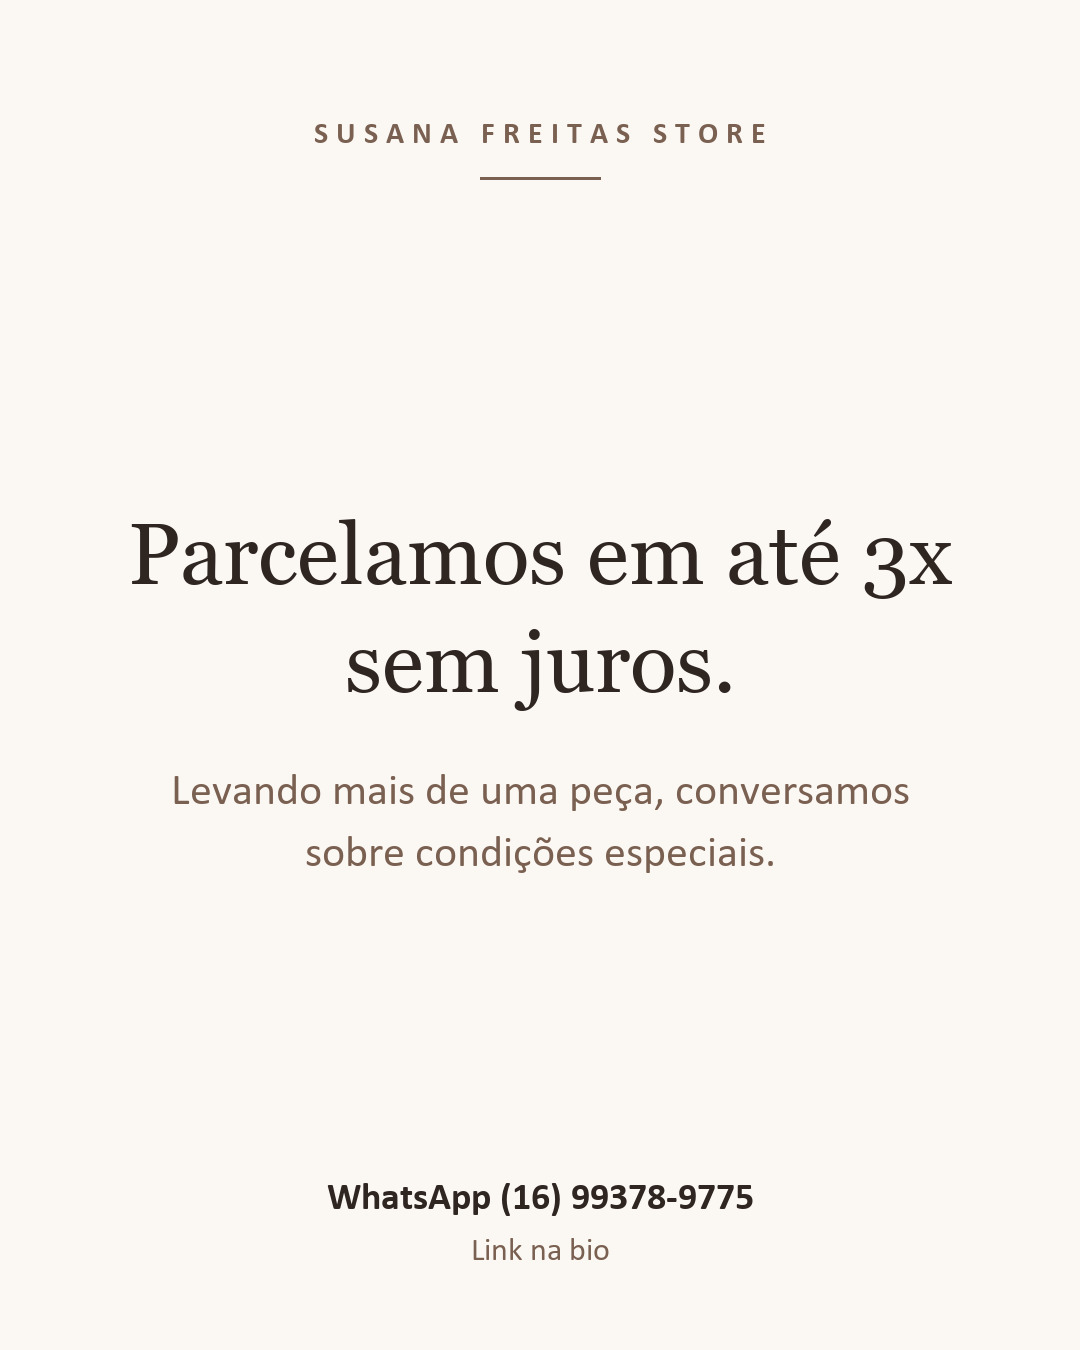 SUSANA FREITAS STORE
Parcelamos em até 3x
sem juros.
Levando mais de uma peça, conversamos
sobre condições especiais.
WhatsApp (16) 99378-9775
Link na bio